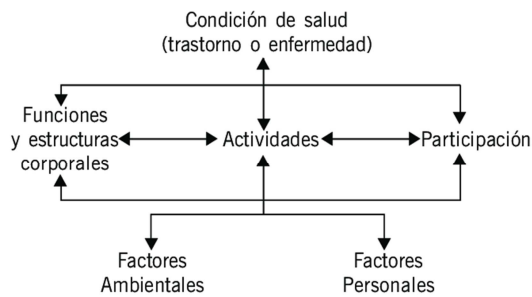 Condición de salud
(trastorno o enfermedad)
Funciones
y estructuras
corporales
Actividades
Participación
Factores
Ambientales
Factores
Personales